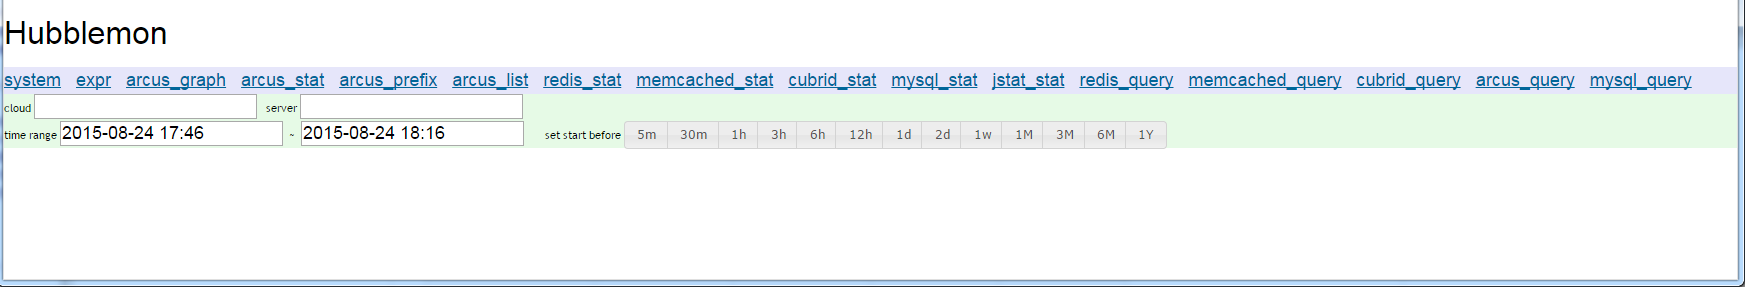 Hubblemon
system expr arcus_graph arcus_stat arcus_prefix arcus_list redis_stat memcached_stat cubrid_stat mysql_stat jstat_stat redis_query memcached_query cubrid_query arcus_query mysql_query
cloud server
time range 2015-08-24 17:46 ~ 2015-08-24 18:16 set start before 5m 30m 1h 3h 6h 12h 1d 2d 1w 1M 3M 6M 1Y